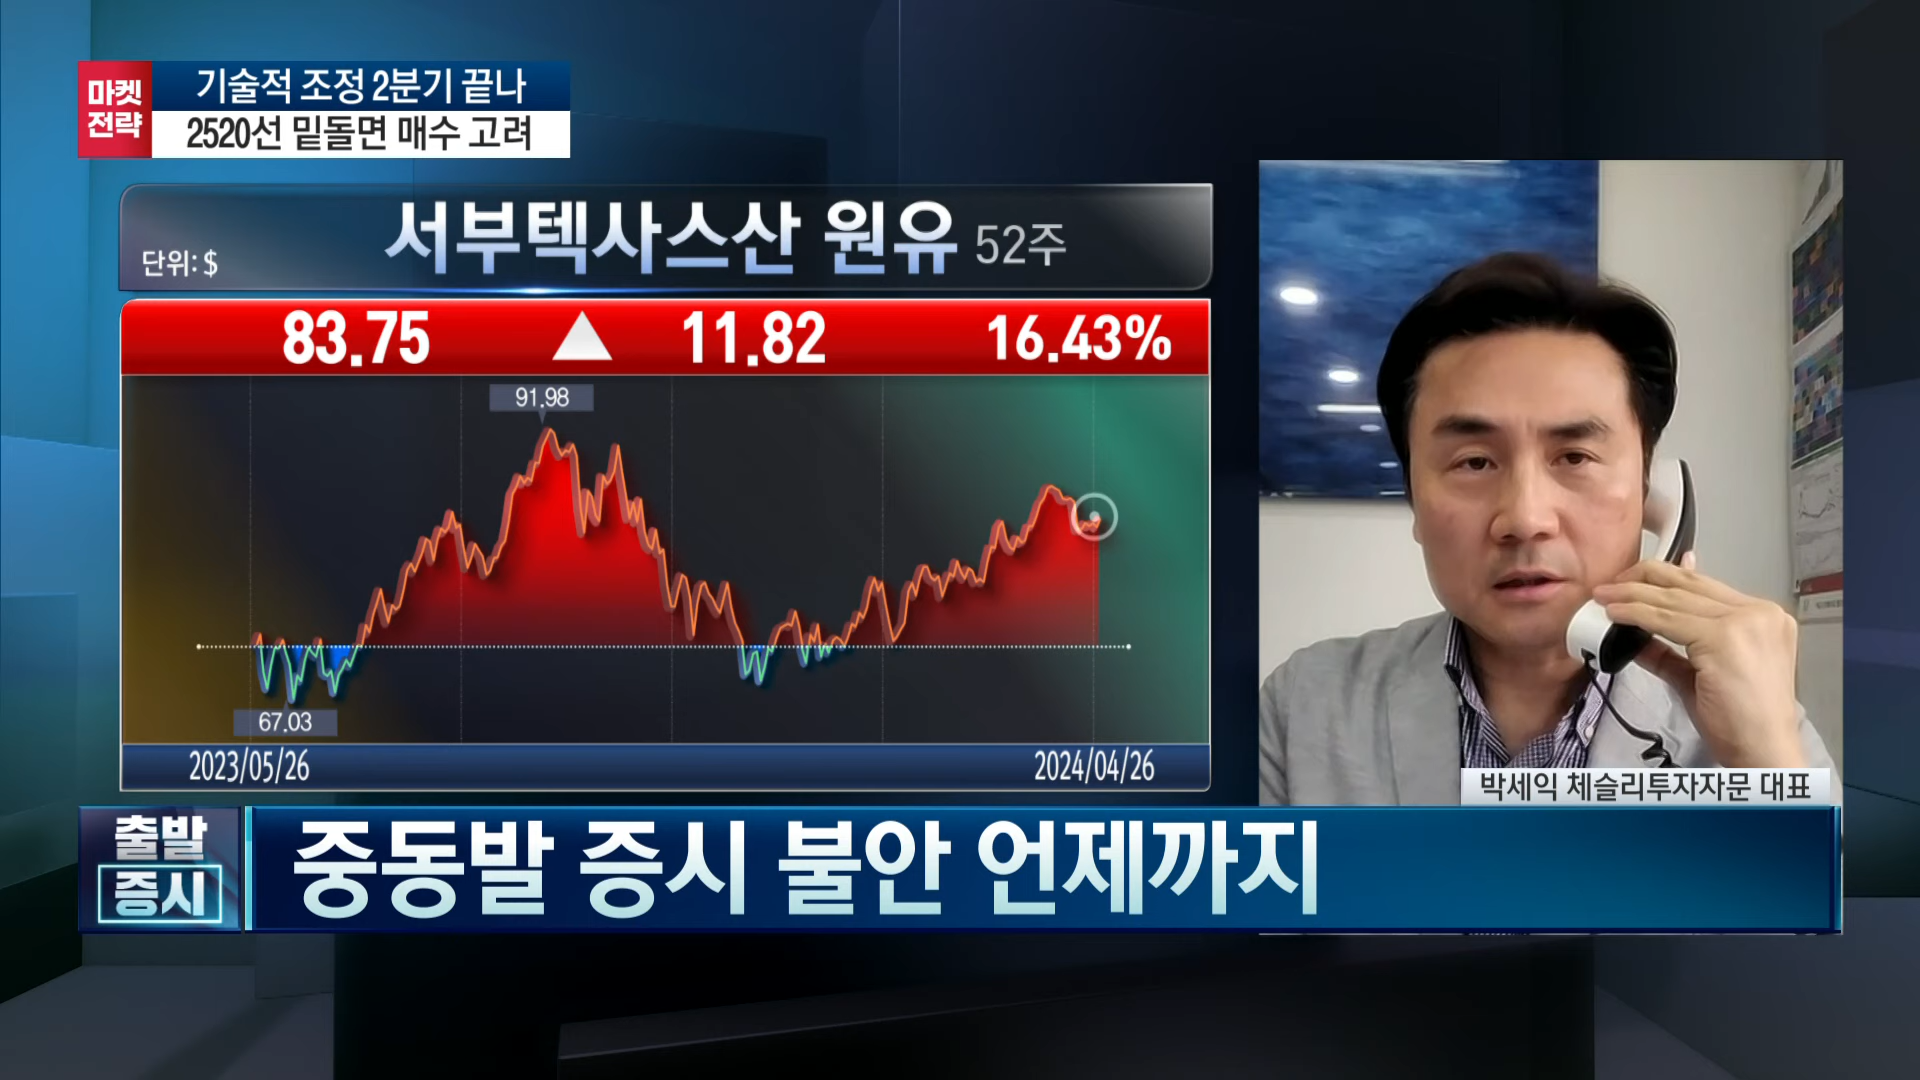 마켓
전략
기술적 조정 2분기 끝나
2520선 밑돌면 매수 고려
단위: $
서부텍사스산 원유 52주
83.75 ▲ 11.82 16.43%
91.98
67.03
2023/05/26
2024/04/26
박세익 체슬리투자자문 대표
출발
증시
중동발 증시 불안 언제까지